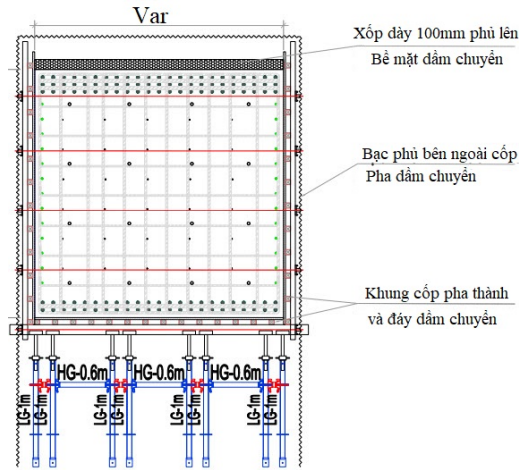 Var
Xốp dày 100mm phủ lên
Bề mặt dầm chuyển
Bạc phủ bên ngoài cốp
Pha dầm chuyển
Khung cốp pha thành
và đáy dầm chuyển
HG-0.6m HG-0.6m HG-0.6m
LG-1m LG-1m LG-1m LG-1m LG-1m LG-1m LG-1m LG-1m